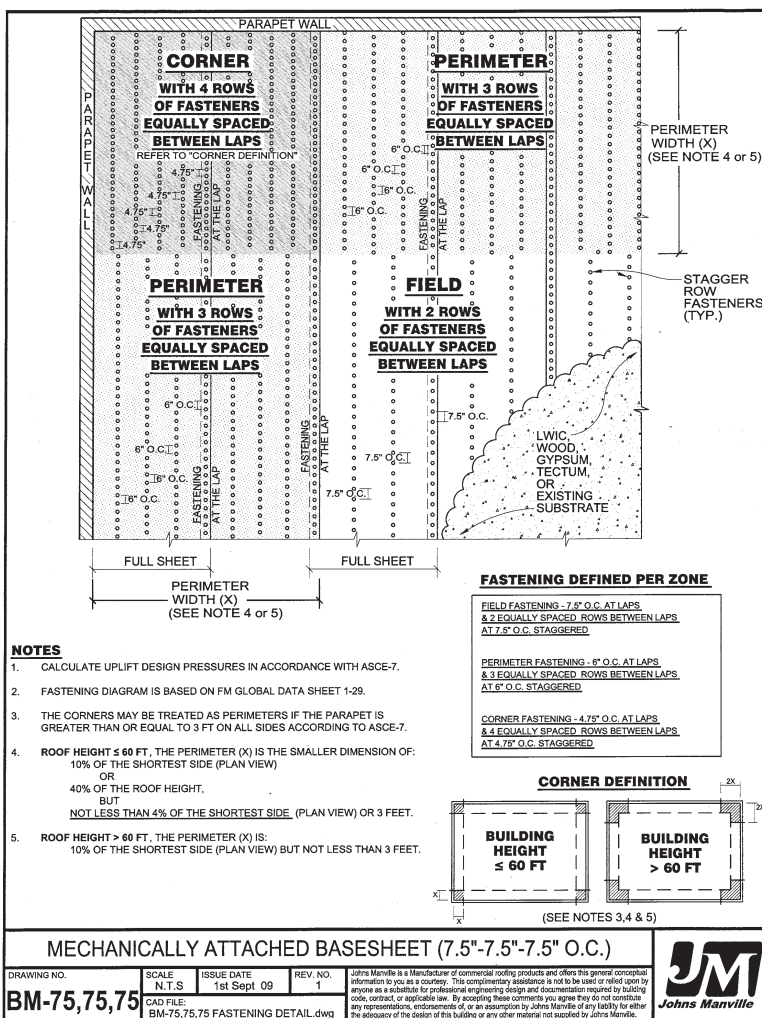 PARAPET WALL
PARAPET WALL
CORNER
WITH 4 ROWS
OF FASTENERS
EQUALLY SPACED
BETWEEN LAPS
REFER TO "CORNER DEFINITION"
4.75"
4.75"
4.75"
4.75"
4.75"
FASTENING
AT THE LAP
PERIMETER
WITH 3 ROWS
OF FASTENERS
EQUALLY SPACED
BETWEEN LAPS
6" O.C.
6" O.C.
6" O.C.
6" O.C.
FASTENING
AT THE LAP
PERIMETER
WIDTH (X)
(SEE NOTE 4 or 5)
PERIMETER
WITH 3 ROWS
OF FASTENERS
EQUALLY SPACED
BETWEEN LAPS
6" O.C.
6" O.C.
6" O.C.
6" O.C.
FASTENING
AT THE LAP
FASTENING
AT THE LAP
FIELD
WITH 2 ROWS
OF FASTENERS
EQUALLY SPACED
BETWEEN LAPS
7.5" O.C.
7.5" O.C.
7.5" O.C.
STAGGER
ROW
FASTENERS
(TYP.)
LWIC,
WOOD,
GYPSUM,
TECTUM,
OR
EXISTING
SUBSTRATE
FULL SHEET
FULL SHEET
PERIMETER
WIDTH (X)
(SEE NOTE 4 or 5)
FASTENING DEFINED PER ZONE
FIELD FASTENING - 7.5" O.C. AT LAPS
& 2 EQUALLY SPACED ROWS BETWEEN LAPS
AT 7.5" O.C. STAGGERED
PERIMETER FASTENING - 6" O.C. AT LAPS
& 3 EQUALLY SPACED ROWS BETWEEN LAPS
AT 6" O.C. STAGGERED
CORNER FASTENING - 4.75" O.C. AT LAPS
& 4 EQUALLY SPACED ROWS BETWEEN LAPS
AT 4.75" O.C. STAGGERED
NOTES
1. CALCULATE UPLIFT DESIGN PRESSURES IN ACCORDANCE WITH ASCE-7.
2. FASTENING DIAGRAM IS BASED ON FM GLOBAL DATA SHEET 1-29.
3. THE CORNERS MAY BE TREATED AS PERIMETERS IF THE PARAPET IS
GREATER THAN OR EQUAL TO 3 FT ON ALL SIDES ACCORDING TO ASCE-7.
4. ROOF HEIGHT ≤ 60 FT, THE PERIMETER (X) IS THE SMALLER DIMENSION OF:
10% OF THE SHORTEST SIDE (PLAN VIEW)
OR
40% OF THE ROOF HEIGHT,
BUT
NOT LESS THAN 4% OF THE SHORTEST SIDE (PLAN VIEW) OR 3 FEET.
5. ROOF HEIGHT > 60 FT, THE PERIMETER (X) IS:
10% OF THE SHORTEST SIDE (PLAN VIEW) BUT NOT LESS THAN 3 FEET.
CORNER DEFINITION
2X
2X
BUILDING
HEIGHT
≤ 60 FT
BUILDING
HEIGHT
> 60 FT
X
X
(SEE NOTES 3,4 & 5)
MECHANICALLY ATTACHED BASESHEET (7.5"-7.5"-7.5" O.C.)
DRAWING NO.
BM-75,75,75
SCALE
N.T.S
ISSUE DATE
1st Sept 09
REV. NO.
1
CAD FILE:
BM-75,75,75 FASTENING DETAIL.dwg
Johns Manville is a Manufacturer of commercial roofing products and offers this general conceptual
information to you as a courtesy. This complimentary assistance is not to be used or relied upon by
anyone as a substitute for professional engineering design and documentation required by building
code, contract, or applicable law. By accepting these comments you agree they do not constitute
any representations, endorsements of, or an assumption by Johns Manville of any liability for either
the adequacy of the design of this building or any other material not supplied by Johns Manville.
JM
Johns Manville